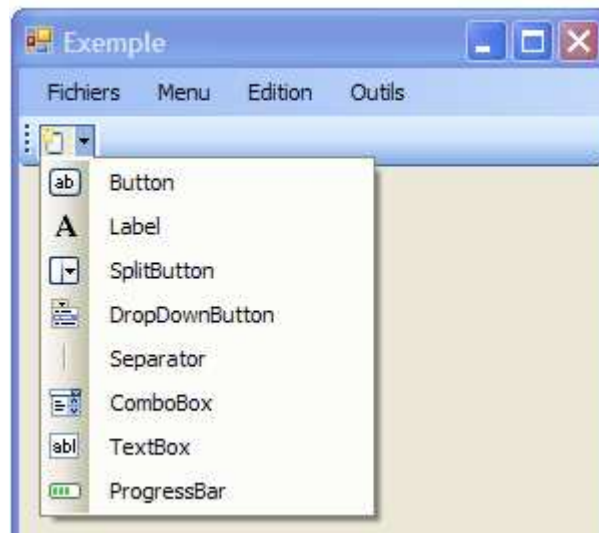 Exemple
Fichiers Menu Edition Outils
ab Button
A Label
SplitButton
DropDownButton
Separator
ComboBox
abl TextBox
ProgressBar